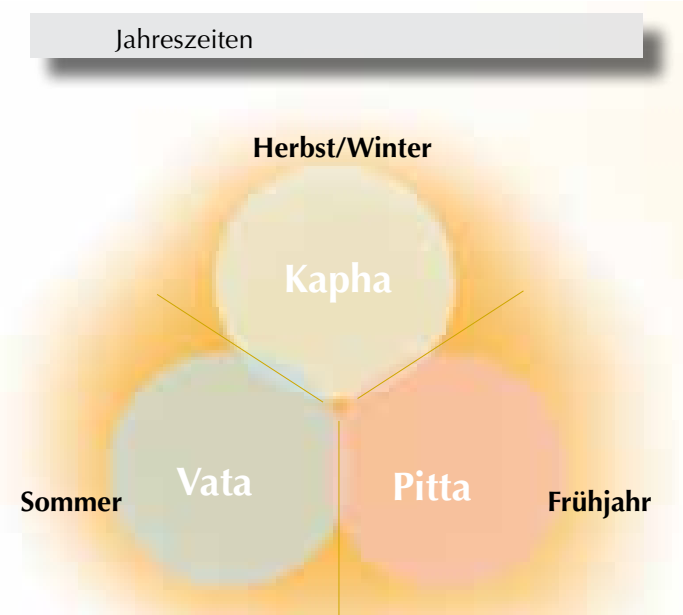 Jahreszeiten
Herbst/Winter
Kapha
Vata
Pitta
Sommer
Frühjahr